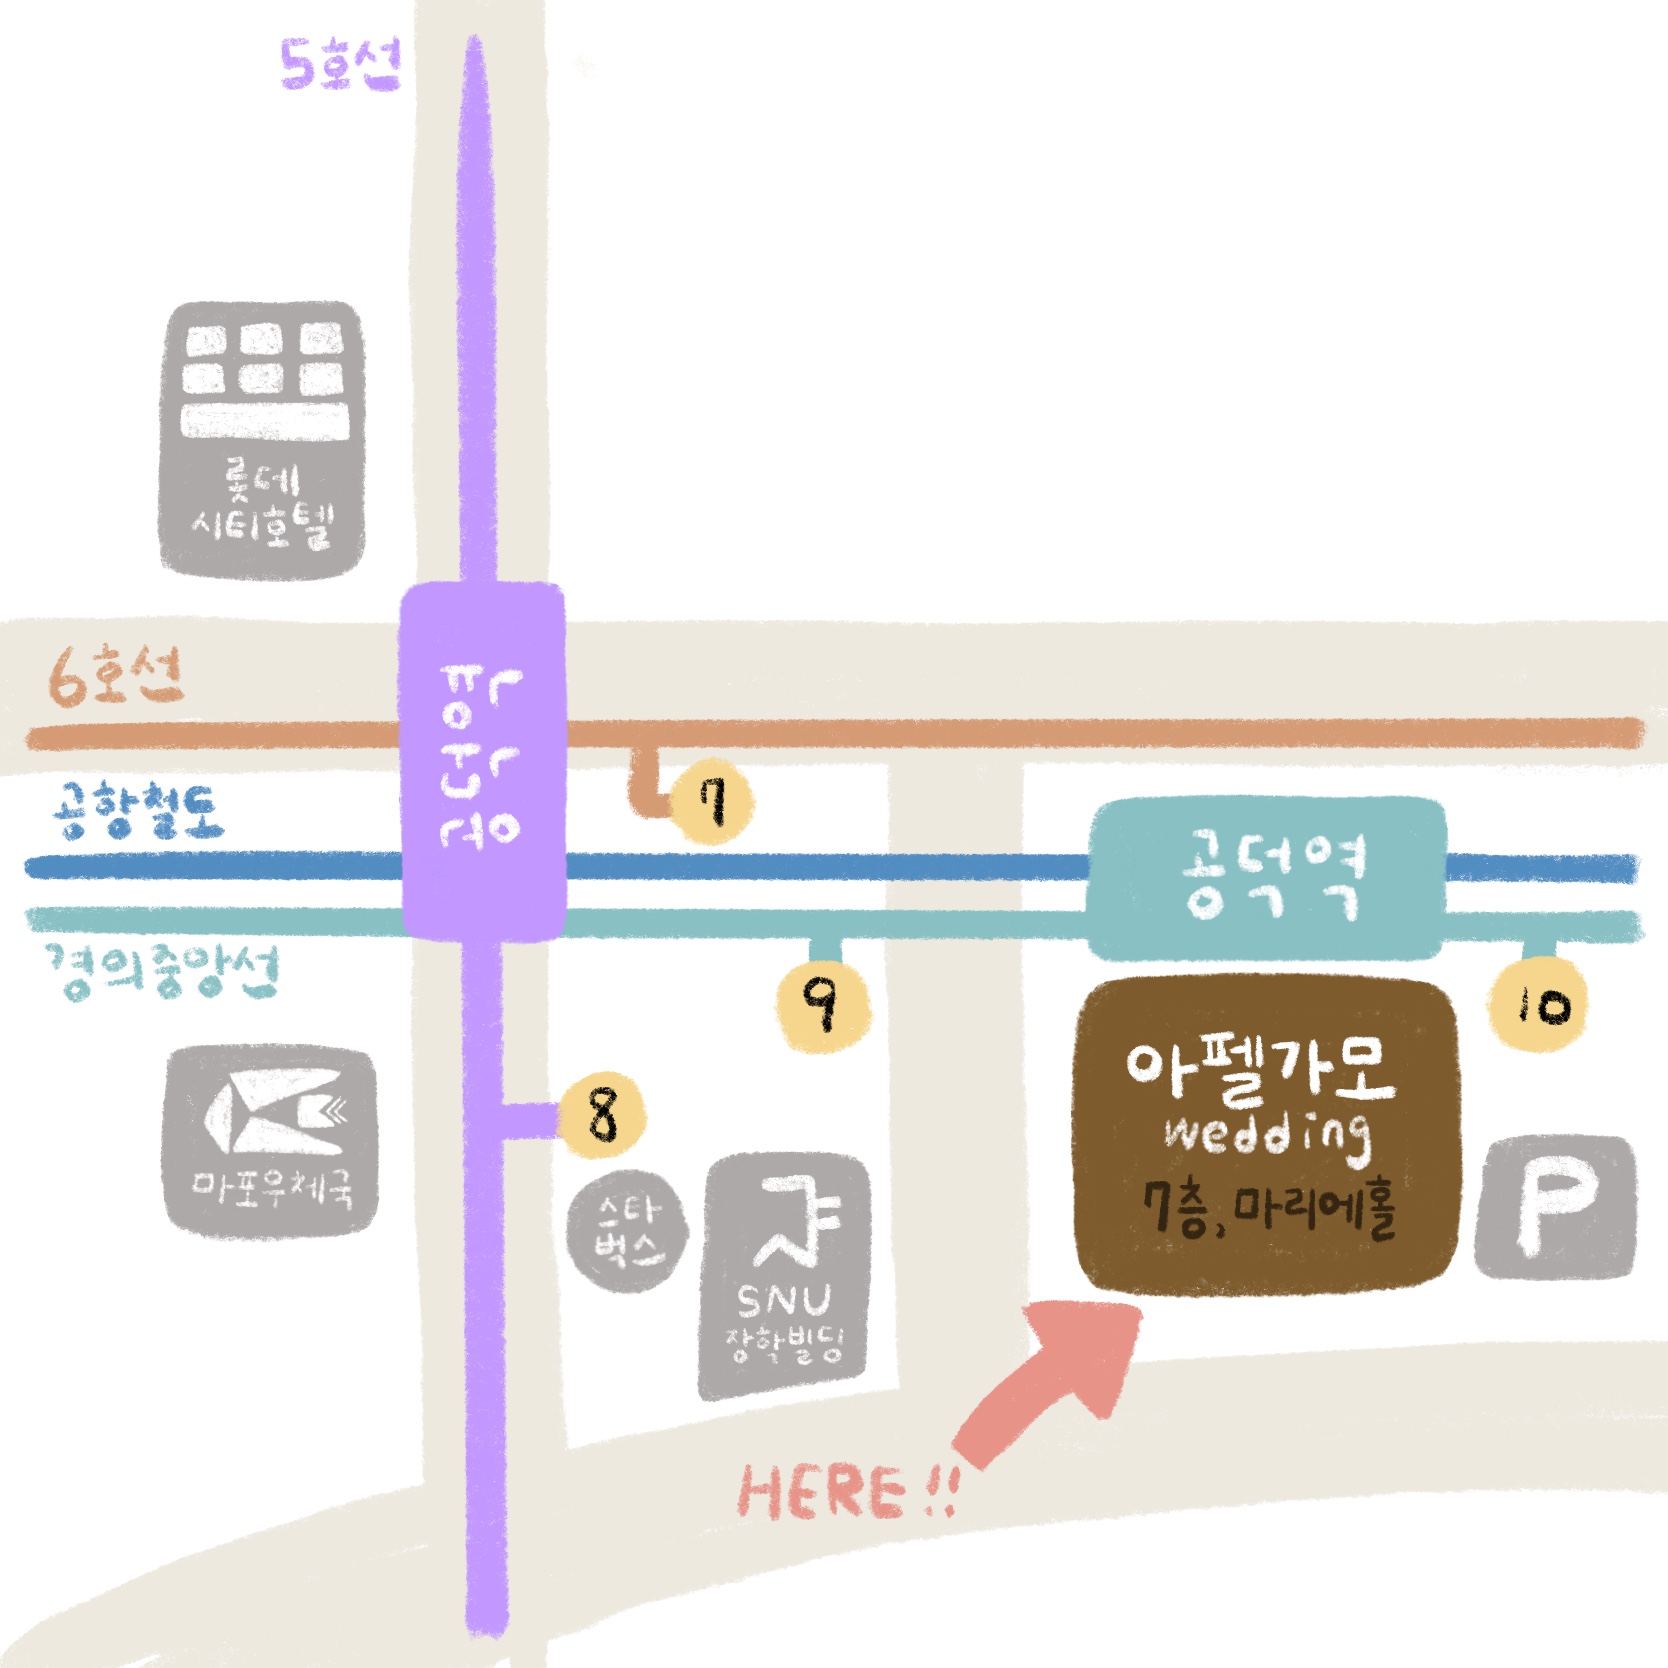 5호선
롯데
시티호텔
6호선
공덕역
7
공항철도
공덕역
경의중앙선
9
10
아펠가모
wedding
7층, 마리에홀
8
마포우체국
스타
벅스
SNU
장학빌딩
P
HERE!!